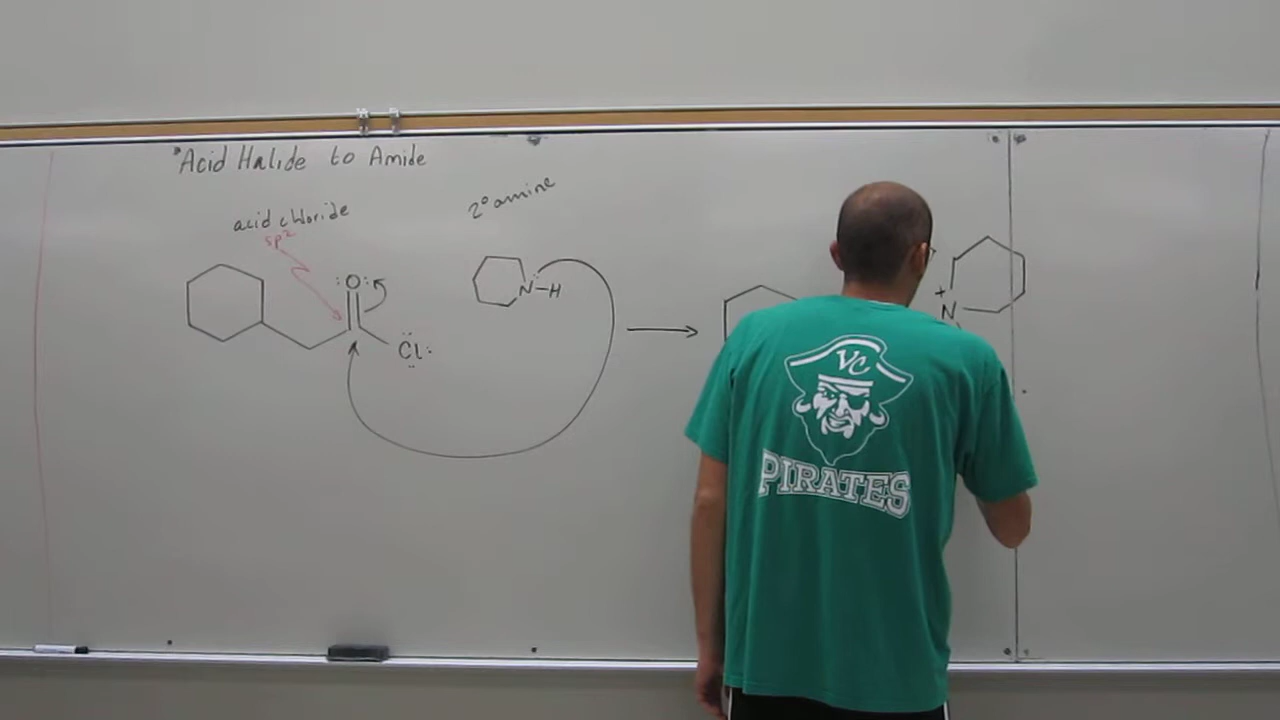 Acid Halide to Amide
acid chloride
2° amine
sp²
:O:
N-H
Cl:
+
N
VC
PIRATES